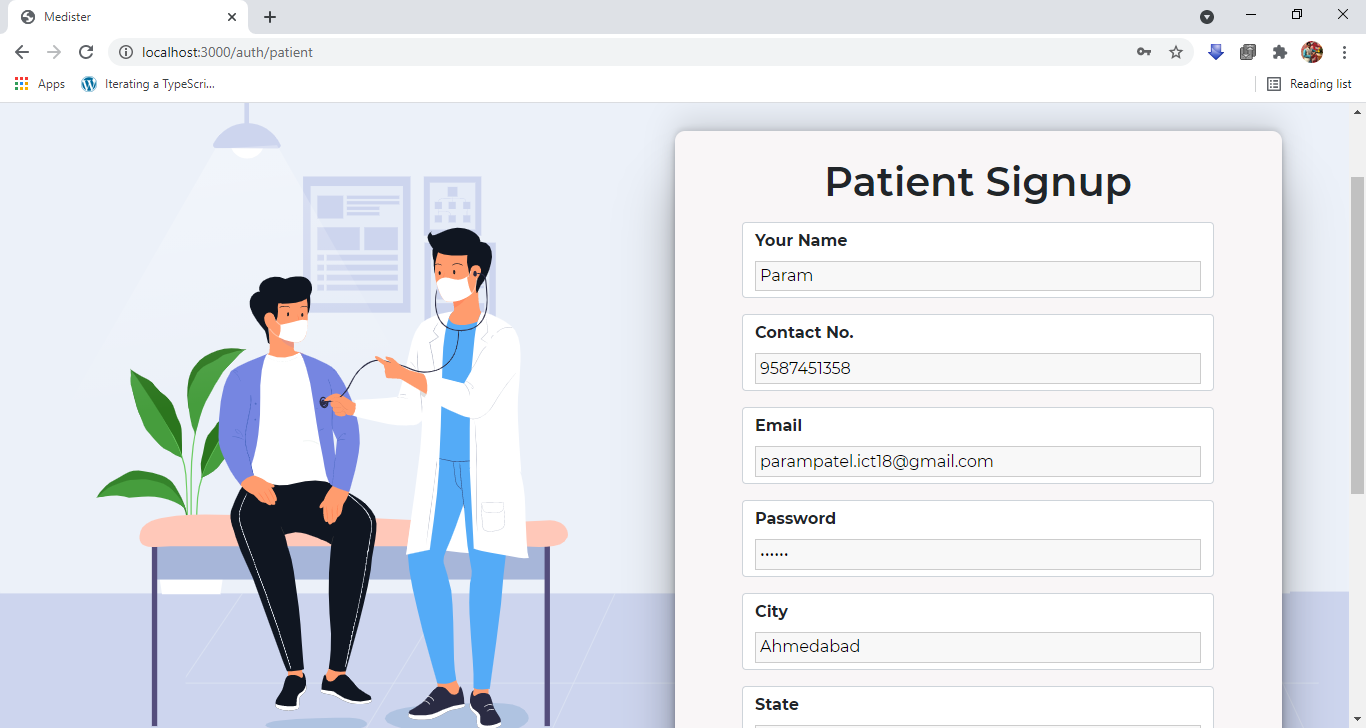 Medister
localhost:3000/auth/patient
Apps
Iterating a TypeScri...
Reading list
Patient Signup
Your Name
Param
Contact No.
9587451358
Email
parampatel.ict18@gmail.com
Password
······
City
Ahmedabad
State